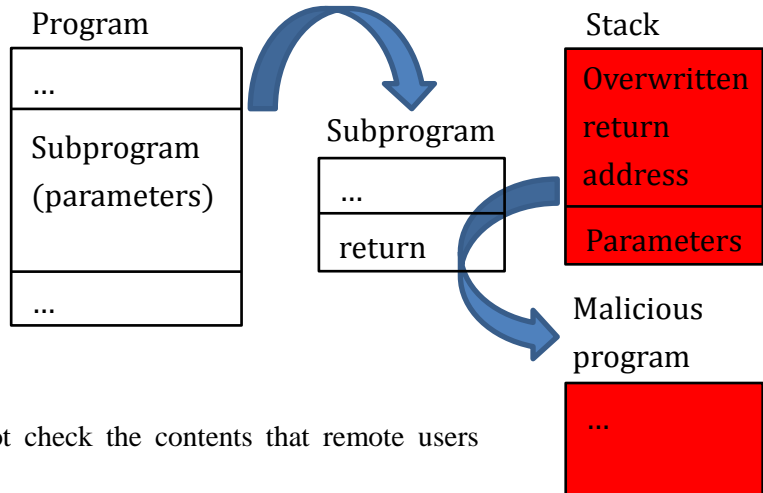 Program
...
Subprogram
(parameters)
...
Subprogram
...
return
Stack
Overwritten
return
address
Parameters
Malicious
program
...
check the contents that remote users